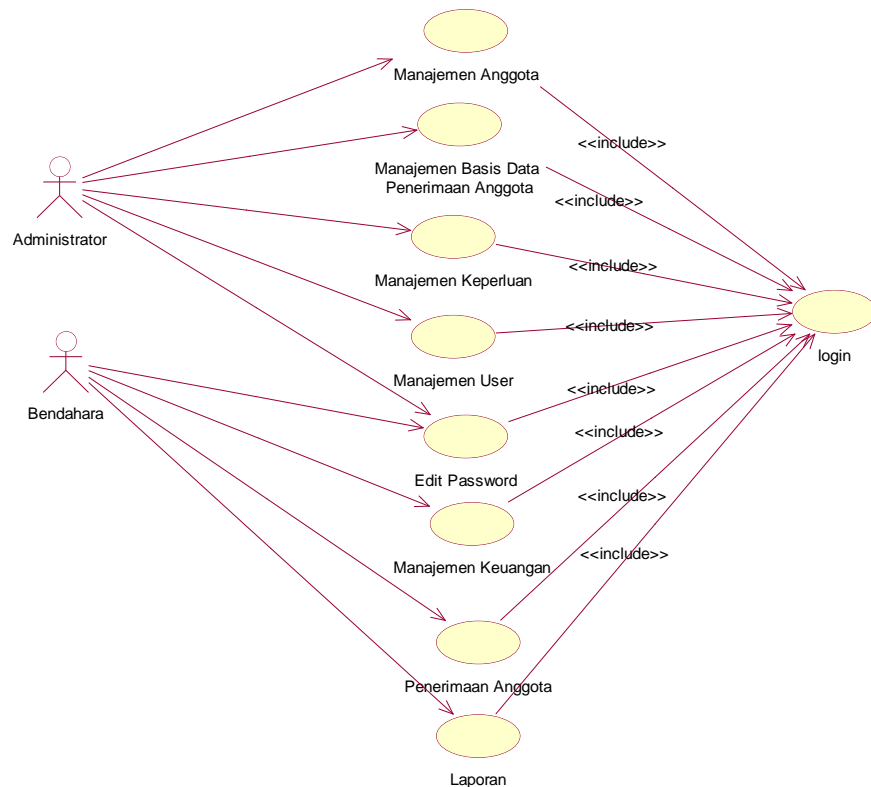 Manajemen Anggota
<<include>>
Manajemen Basis Data
Penerimaan Anggota
<<include>>
Administrator
Manajemen Keperluan
<<include>>
<<include>>
login
Manajemen User
<<include>>
Bendahara
Edit Password
<<include>>
Manajemen Keuangan
<<include>>
<<include>>
Penerimaan Anggota
Laporan